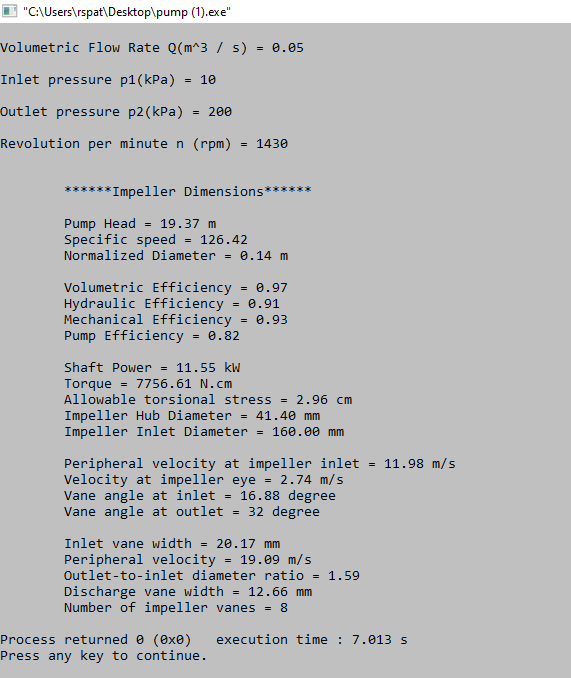 "C:\Users\rspat\Desktop\pump (1).exe"
Volumetric Flow Rate Q(m^3 / s) = 0.05
Inlet pressure p1(kPa) = 10
Outlet pressure p2(kPa) = 200
Revolution per minute n (rpm) = 1430
******Impeller Dimensions******
Pump Head = 19.37 m
Specific speed = 126.42
Normalized Diameter = 0.14 m
Volumetric Efficiency = 0.97
Hydraulic Efficiency = 0.91
Mechanical Efficiency = 0.93
Pump Efficiency = 0.82
Shaft Power = 11.55 kW
Torque = 7756.61 N.cm
Allowable torsional stress = 2.96 cm
Impeller Hub Diameter = 41.40 mm
Impeller Inlet Diameter = 160.00 mm
Peripheral velocity at impeller inlet = 11.98 m/s
Velocity at impeller eye = 2.74 m/s
Vane angle at inlet = 16.88 degree
Vane angle at outlet = 32 degree
Inlet vane width = 20.17 mm
Peripheral velocity = 19.09 m/s
Outlet-to-inlet diameter ratio = 1.59
Discharge vane width = 12.66 mm
Number of impeller vanes = 8
Process returned 0 (0x0)   execution time : 7.013 s
Press any key to continue.